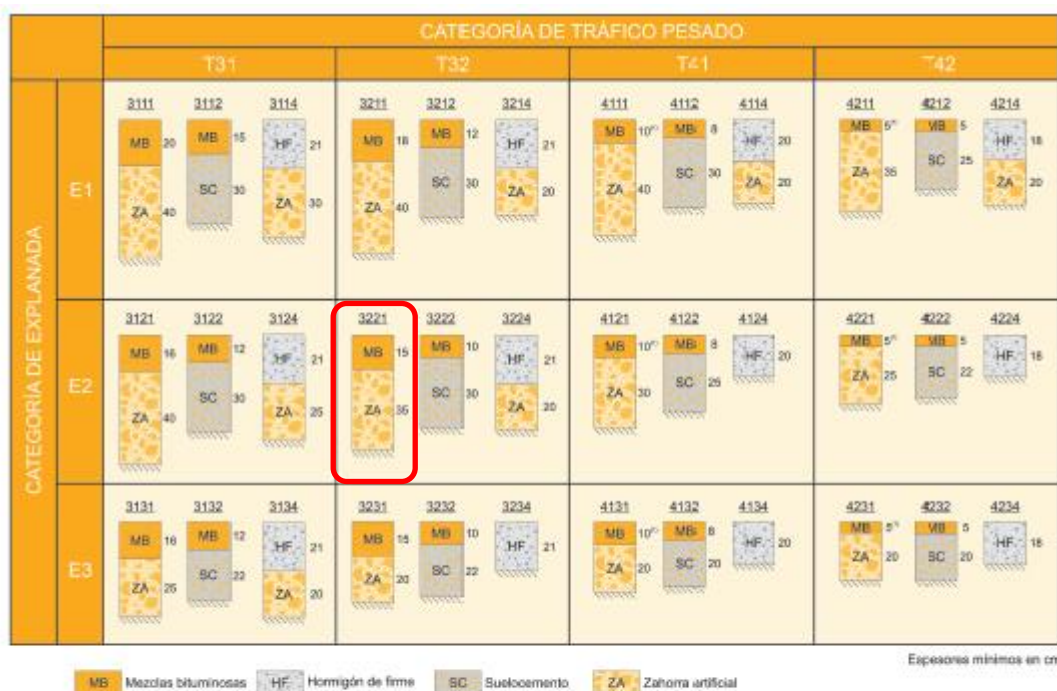 CATEGORÍA DE TRÁFICO PESADO
T31 T32 T41 T42
CATEGORÍA DE EXPLANADA
E1
3111 3112 3114 3211 3212 3214 4111 4112 4114 4211 4212 4214
MB 20 MB 15 HF 21 MB 18 MB 12 HF 21 MB 10 MB 8 HF 20 MB 5 MB 5 HF 18
ZA 40 SC 30 ZA 30 ZA 40 SC 30 ZA 20 ZA 40 SC 30 ZA 20 ZA 35 SC 25 ZA 20
E2
3121 3122 3124 3221 3222 3224 4121 4122 4124 4221 4222 4224
MB 16 MB 12 HF 21 MB 15 MB 10 HF 21 MB 10 MB 8 HF 20 MB 5 MB 5 HF 18
ZA 40 SC 30 ZA 25 ZA 35 SC 30 ZA 20 ZA 30 SC 25 ZA 25 SC 22
E3
3131 3132 3134 3231 3232 3234 4131 4132 4134 4231 4232 4234
MB 16 MB 12 HF 21 MB 15 MB 10 HF 21 MB 10 MB 8 HF 20 MB 5 MB 5 HF 18
ZA 25 SC 22 ZA 20 ZA 20 SC 22 ZA 20 SC 20 ZA 20 SC 20
Espesores mínimos en cm
MB Mezclas bituminosas HF Hormigón de firme SC Suelocemento ZA Zahorra artificial